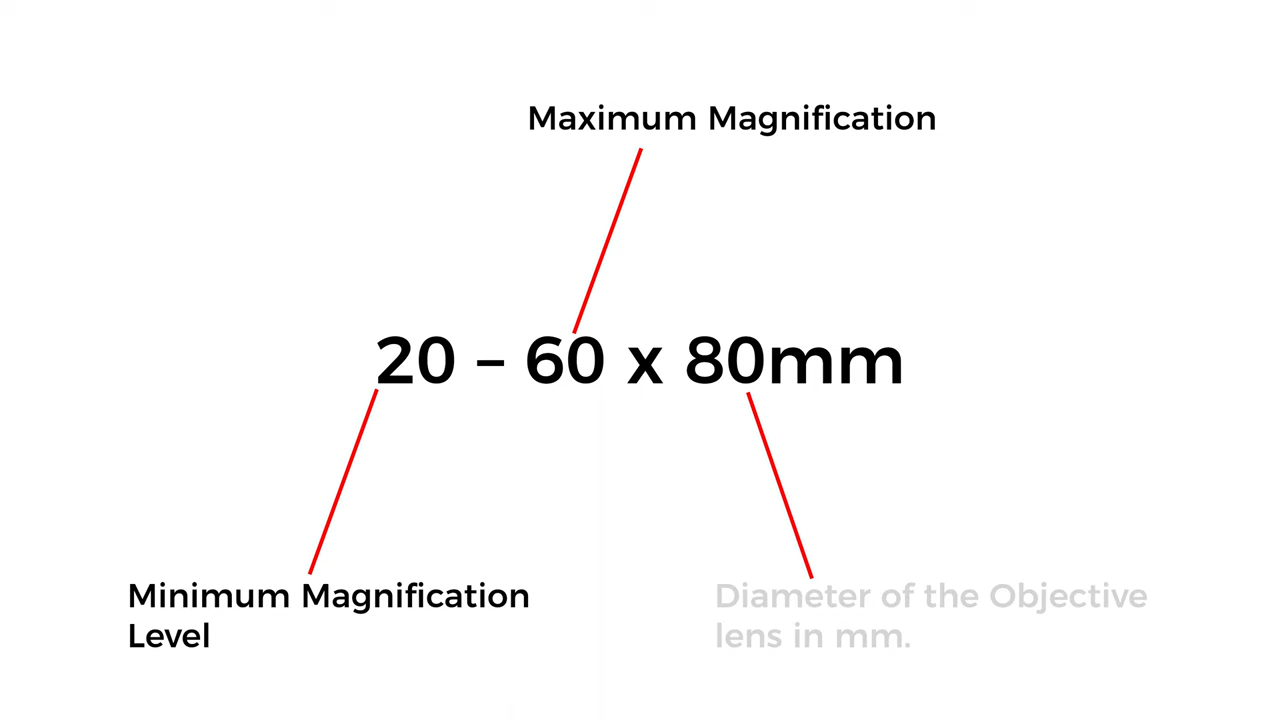 Maximum Magnification
20 – 60 x 80mm
Minimum Magnification
Level
Diameter of the Objective
lens in mm.